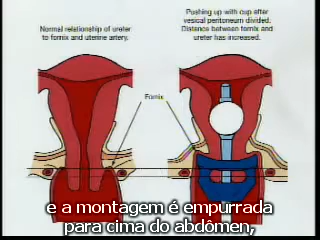 Normal relationship of ureter
to fornix and uterine artery.
Pushing up with cup after
vesical peritoneum divided.
Distance between fornix and
ureter has increased.
Fornix
e a montagem é empurrada
para cima do abdômen,